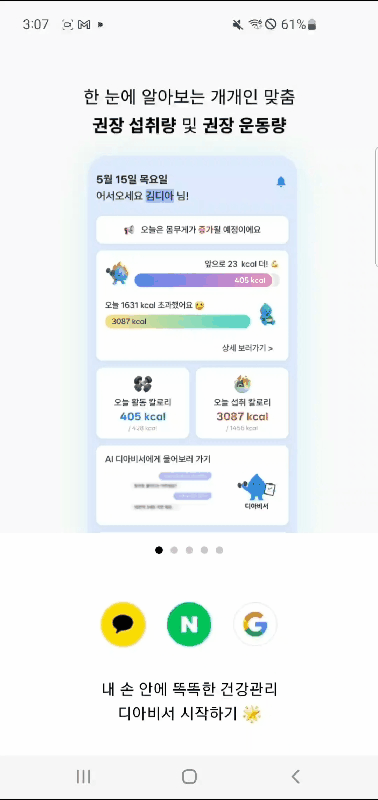 3:07
61%
한 눈에 알아보는 개개인 맞춤
권장 섭취량 및 권장 운동량
5월 15일 목요일
어서오세요 김디아 님!
오늘은 몸무게가 증가될 예정이에요
앞으로 23 kcal 더! 💪
405 kcal
오늘 1631 kcal 초과했어요 🥲
3087 kcal
상세 보러가기 >
오늘 활동 칼로리
405 kcal
/ 428 kcal
오늘 섭취 칼로리
3087 kcal
/ 1456 kcal
AI 디아비서에게 물어보러 가기
디아비서
N
G
내 손 안에 똑똑한 건강관리
디아비서 시작하기 🌟